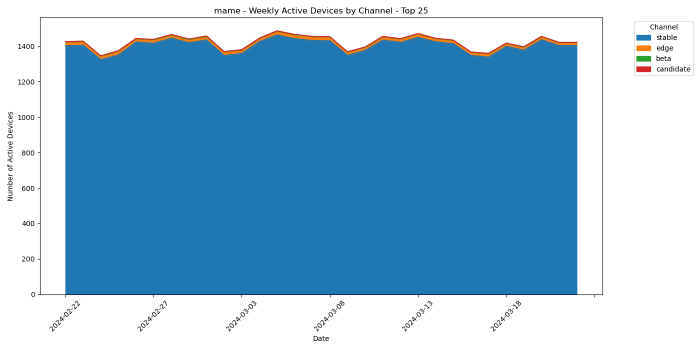 mame - Weekly Active Devices by Channel - Top 25
Channel
stable
edge
beta
candidate
Number of Active Devices
1400
1200
1000
800
600
400
200
0
2024-02-22
2024-02-27
2024-03-03
2024-03-08
2024-03-13
2024-03-18
Date